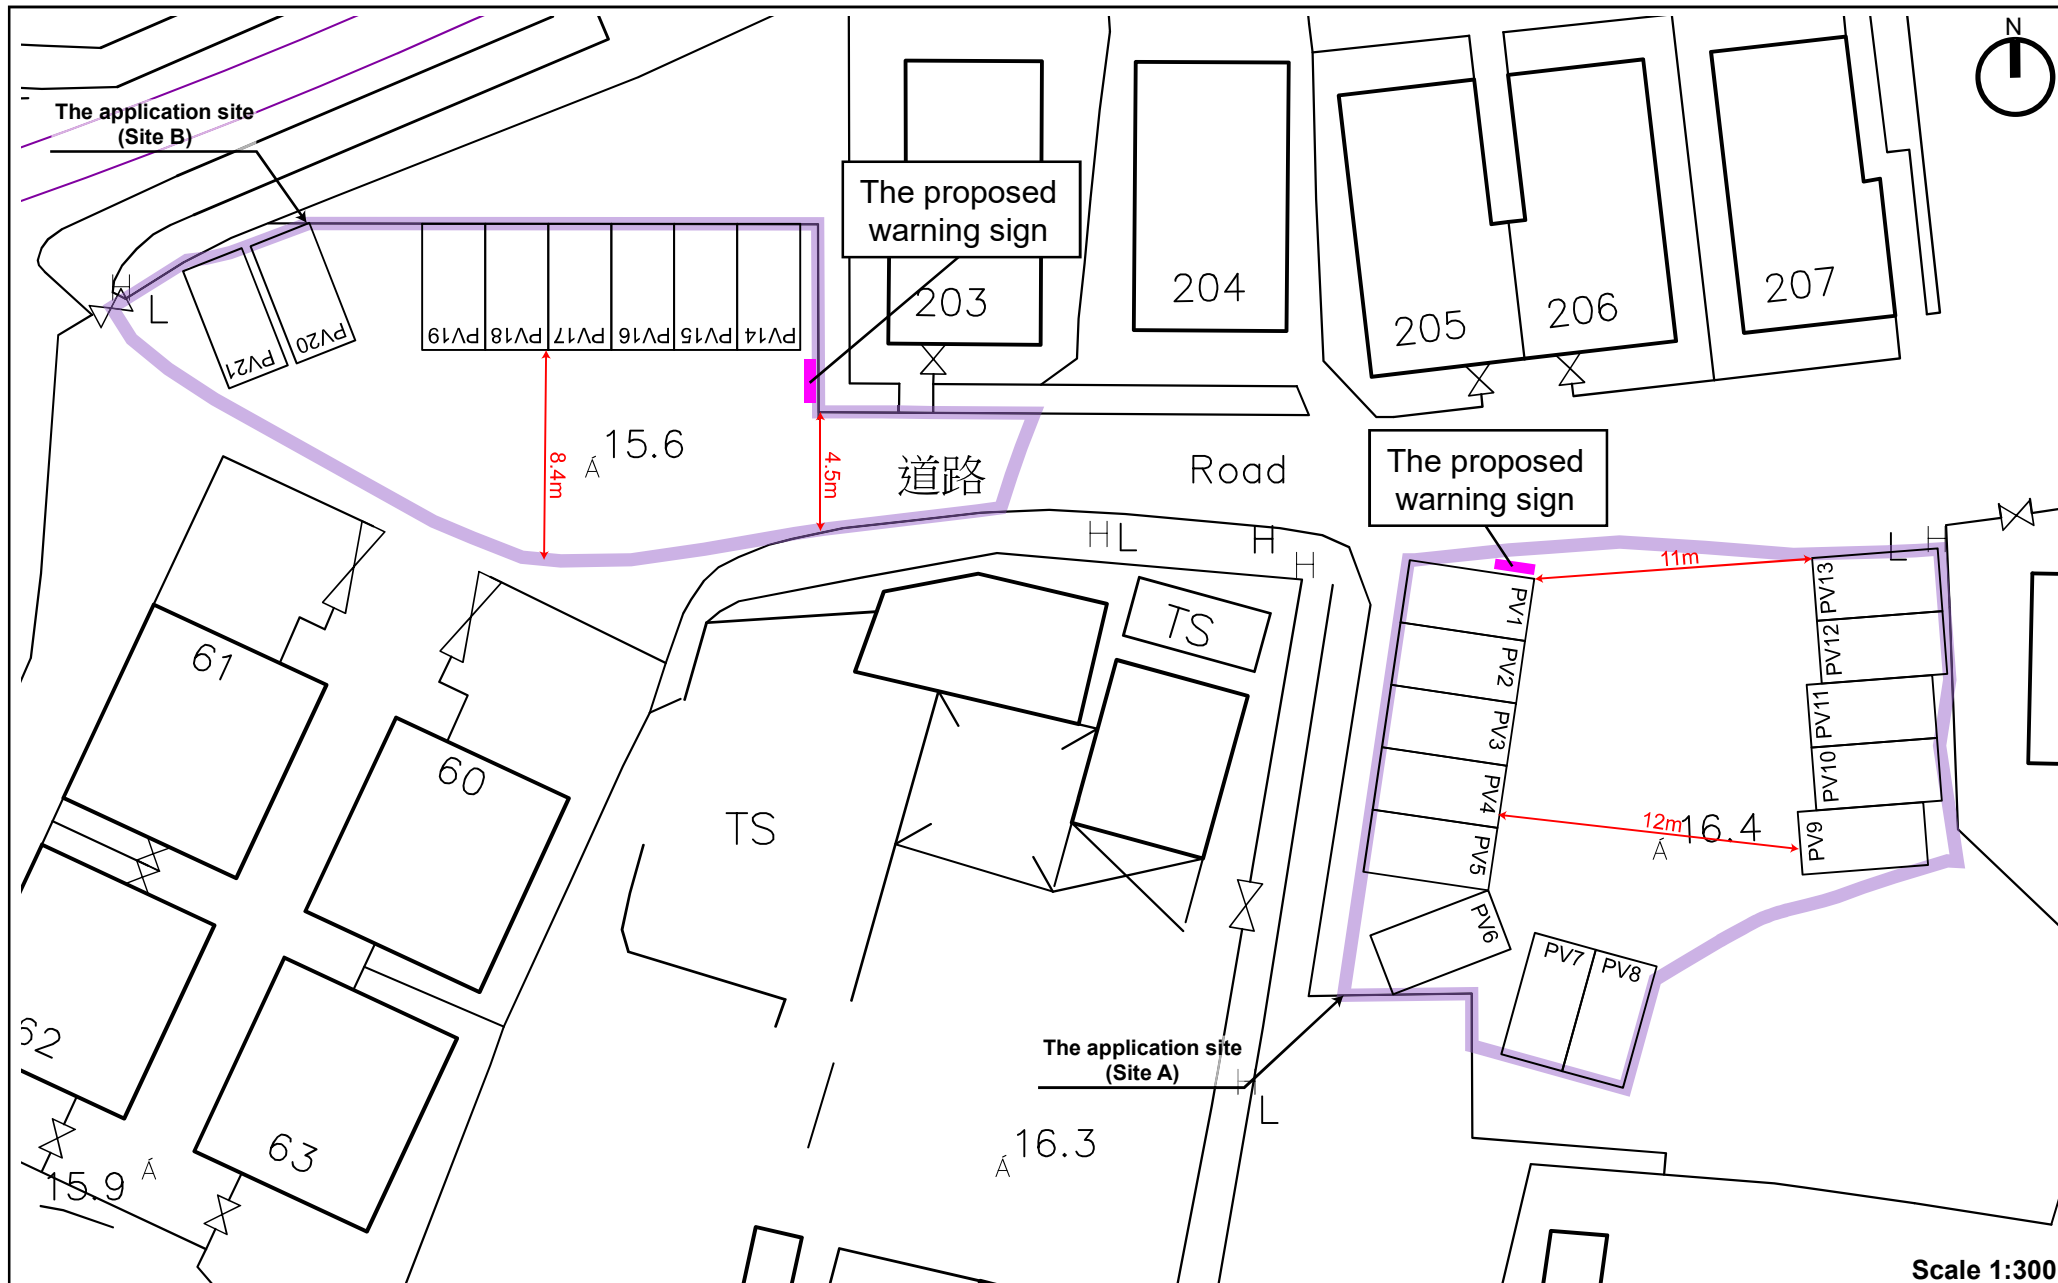 N
The application site
(Site B)
The proposed
warning sign
203
204
205
206
207
L
PV21
PV20
PV19
PV18
PV17
PV16
PV15
PV14
8.4m
15.6
4.5m
道路
Road
The proposed
warning sign
H L
H
H
L H
11m
PV1
PV2
PV3
PV4
PV5
PV6
PV7
PV8
PV13
PV12
PV11
PV10
PV9
12m
16.4
TS
TS
61
60
62
63
The application site
(Site A)
H
L
16.3
15.9
Scale 1:300